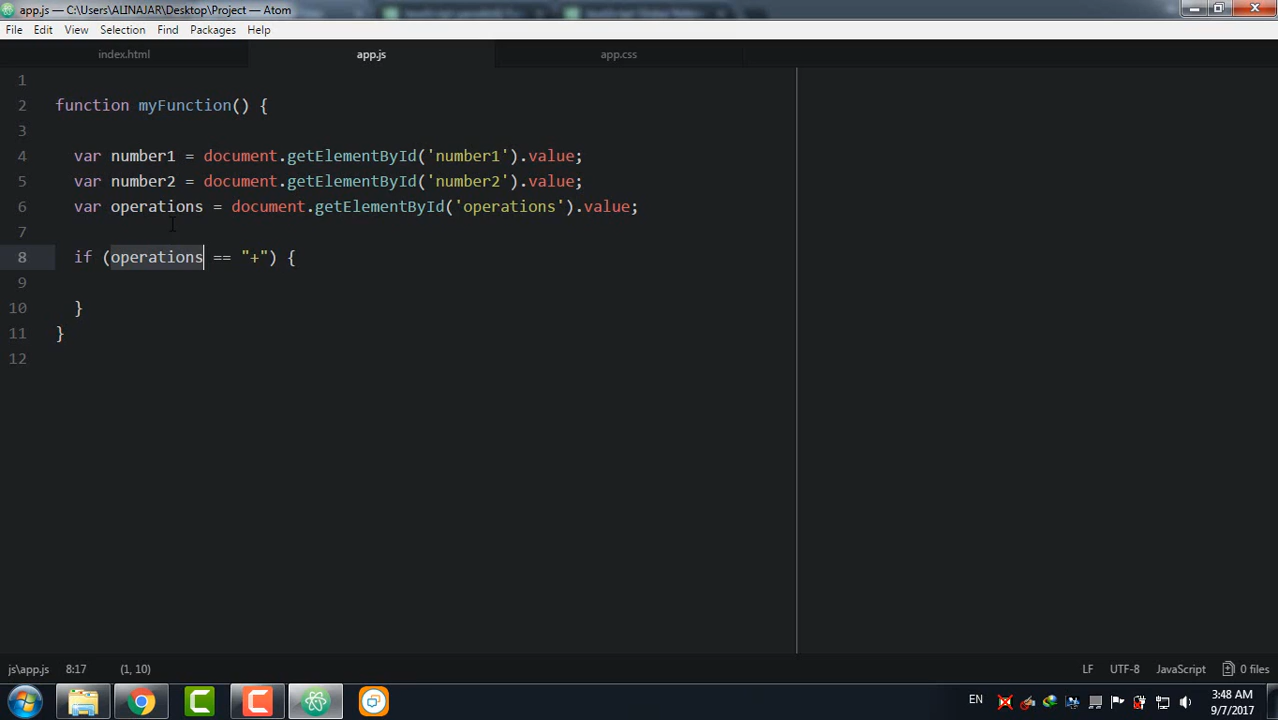 app.js — C:\Users\ALINAJAR\Desktop\Project — Atom
File Edit View Selection Find Packages Help
index.html app.js app.css
1
2 function myFunction() {
3
4 var number1 = document.getElementById('number1').value;
5 var number2 = document.getElementById('number2').value;
6 var operations = document.getElementById('operations').value;
7
8 if (operations == "+") {
9
10 }
11 }
12
js\app.js 8:17 (1, 10) LF UTF-8 JavaScript 0 files
EN 3:48 AM
9/7/2017